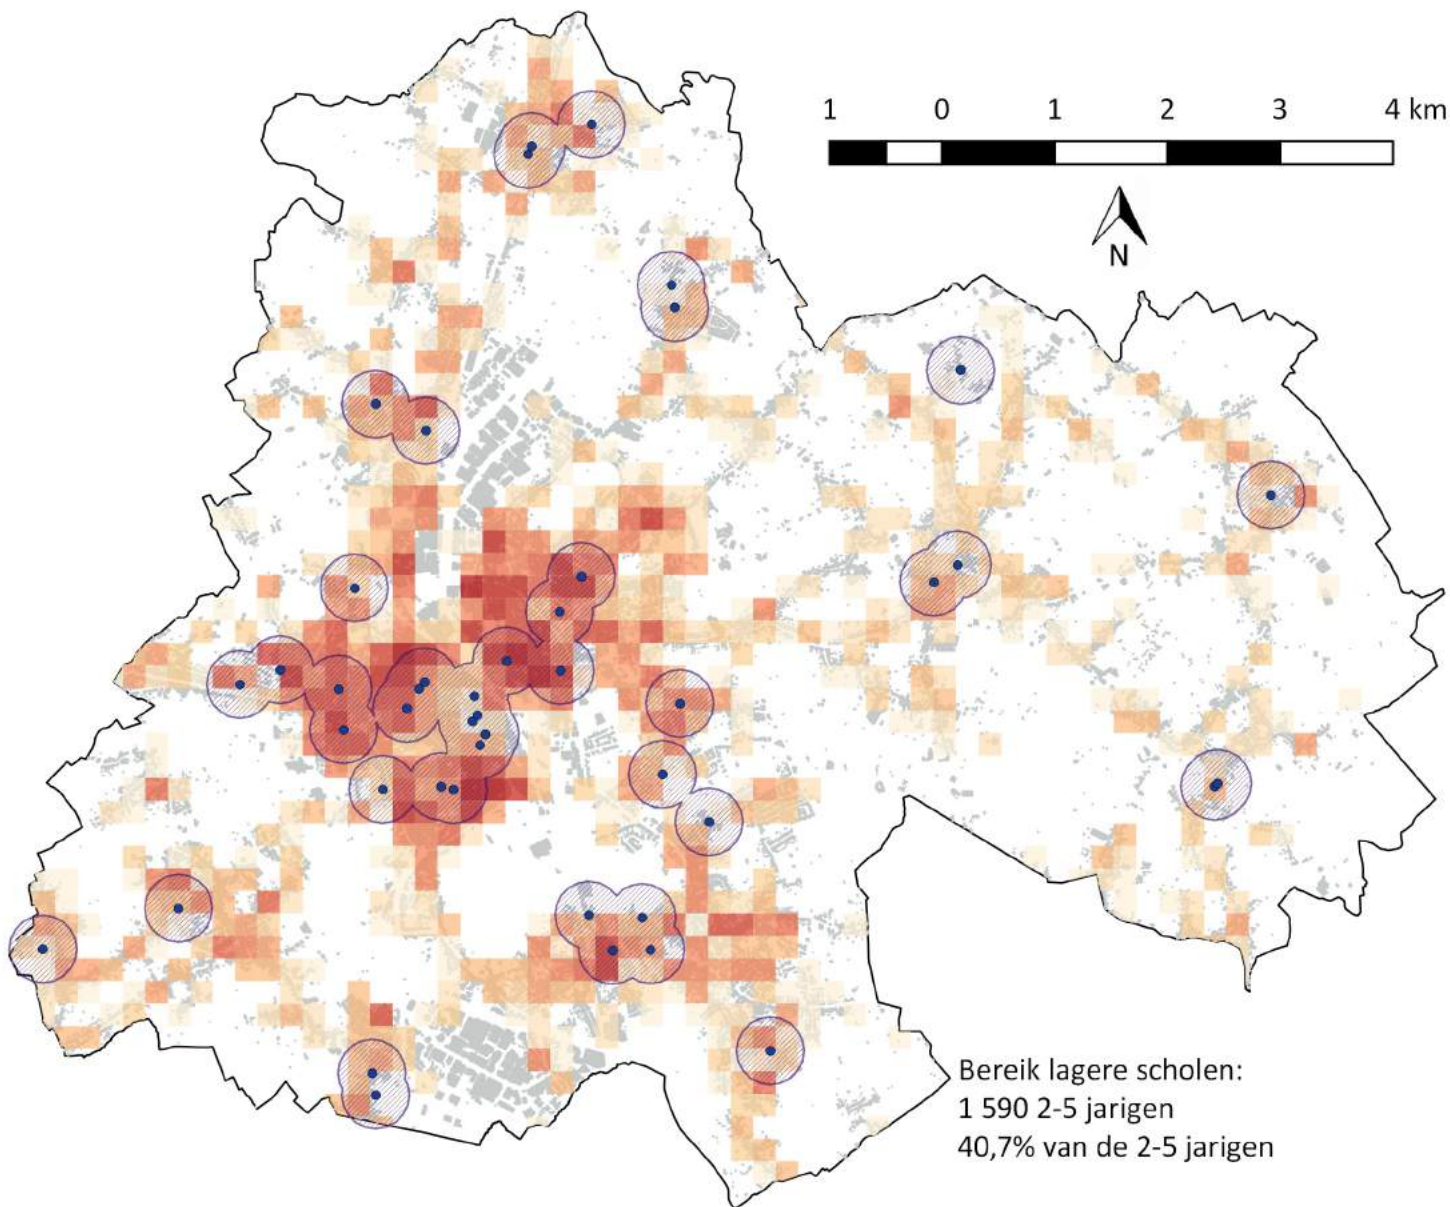 1 0 1 2 3 4 km
N
Bereik lagere scholen:
1 590 2-5 jarigen
40,7% van de 2-5 jarigen